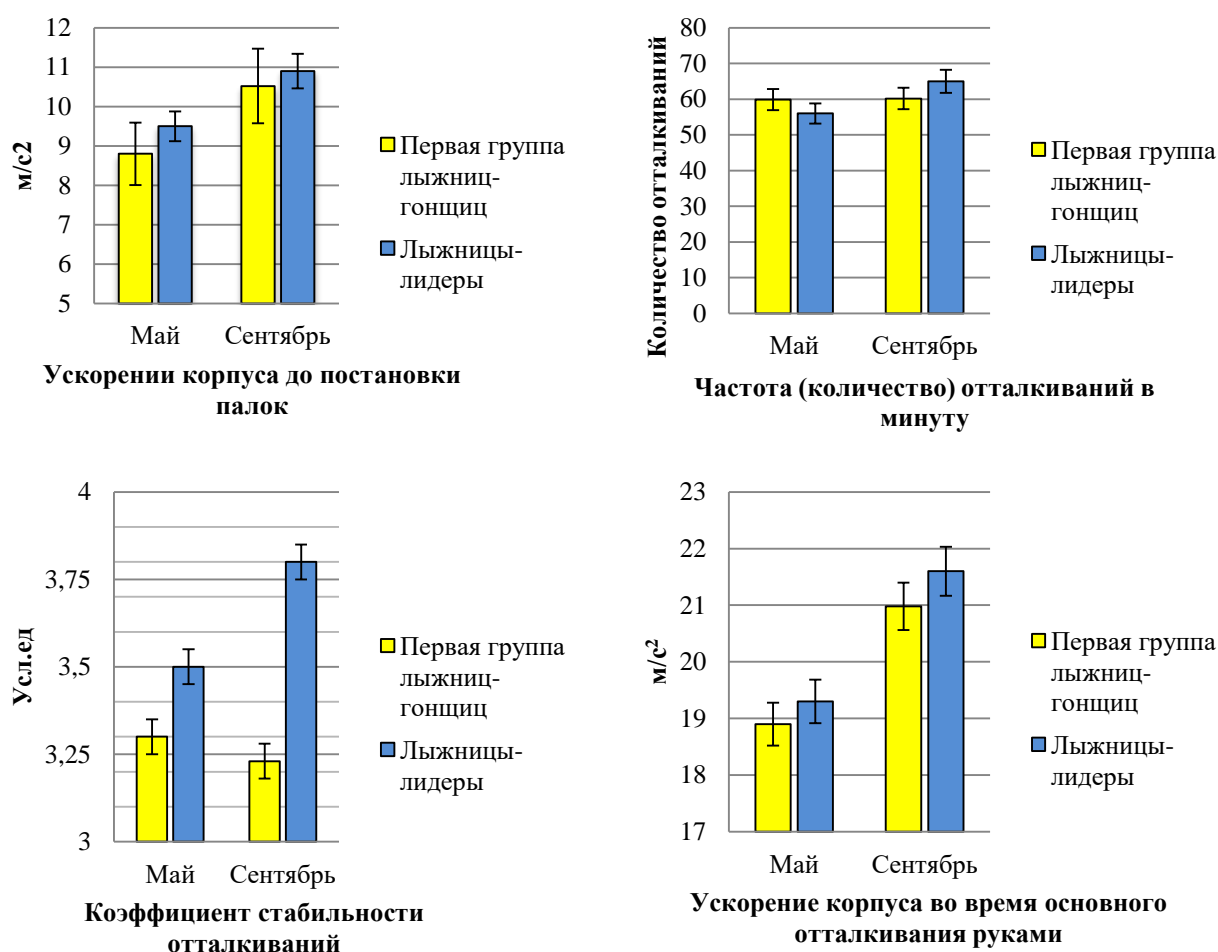 12
11
10
9
8
7
6
5
м/с2
Май Сентябрь
Первая группа
лыжниц-
гонщиц
Лыжницы-
лидеры
Ускорении корпуса до постановки
палок
80
70
60
50
40
30
20
10
0
Количество отталкиваний
Май Сентябрь
Первая группа
лыжниц-
гонщиц
Лыжницы-
лидеры
Частота (количество) отталкиваний в
минуту
4
3,75
3,5
3,25
3
Усл.ед
Май Сентябрь
Первая группа
лыжниц-
гонщиц
Лыжницы-
лидеры
Коэффициент стабильности
отталкиваний
23
22
21
20
19
18
17
м/с²
Май Сентябрь
Первая группа
лыжниц-
гонщиц
Лыжницы-
лидеры
Ускорение корпуса во время основного
отталкивания руками